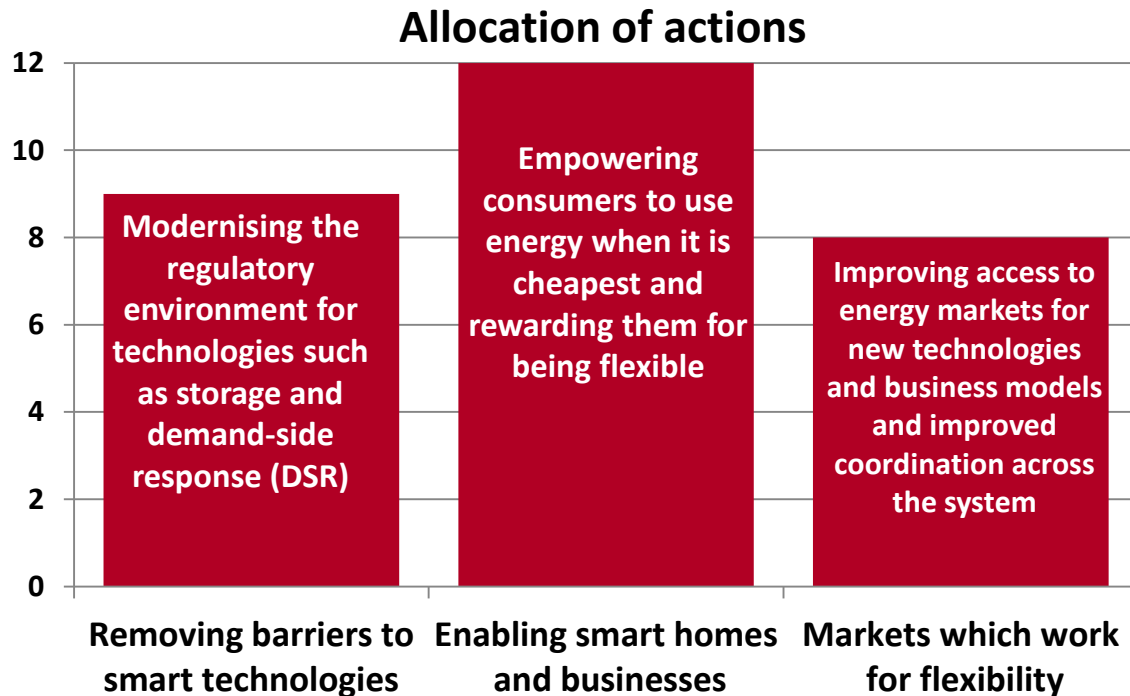 Allocation of actions
12
10
8
6
4
2
0
Modernising the
regulatory
environment for
technologies such
as storage and
demand-side
response (DSR)
Empowering
consumers to use
energy when it is
cheapest and
rewarding them for
being flexible
Improving access to
energy markets for
new technologies
and business models
and improved
coordination across
the system
Removing barriers to
smart technologies
Enabling smart homes
and businesses
Markets which work
for flexibility